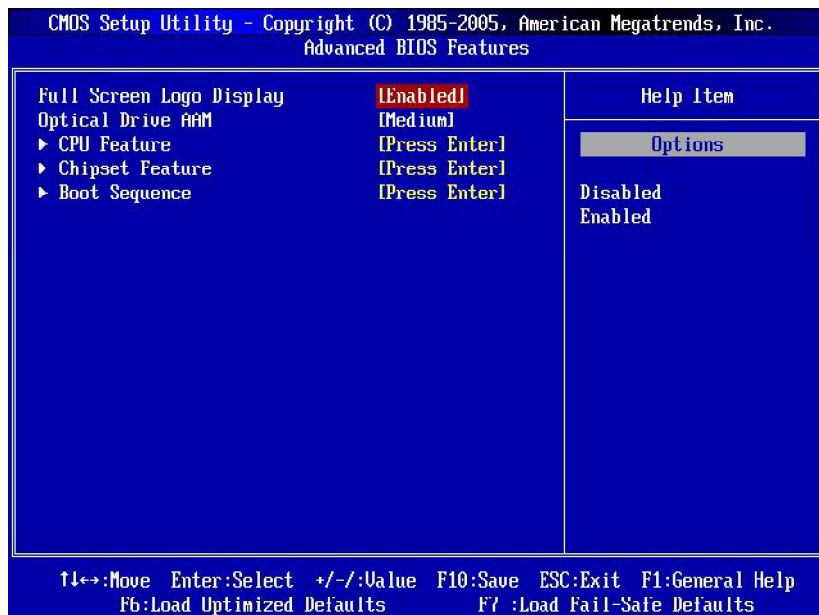 CMOS Setup Utility - Copyright (C) 1985-2005, American Megatrends, Inc.
Advanced BIOS Features
Full Screen Logo Display [Enabled]
Optical Drive AAM [Medium]
▶ CPU Feature [Press Enter]
▶ Chipset Feature [Press Enter]
▶ Boot Sequence [Press Enter]
Help Item
Options
Disabled
Enabled
↑↓←→:Move Enter:Select +/-/:Value F10:Save ESC:Exit F1:General Help
F6:Load Optimized Defaults F7 :Load Fail-Safe Defaults